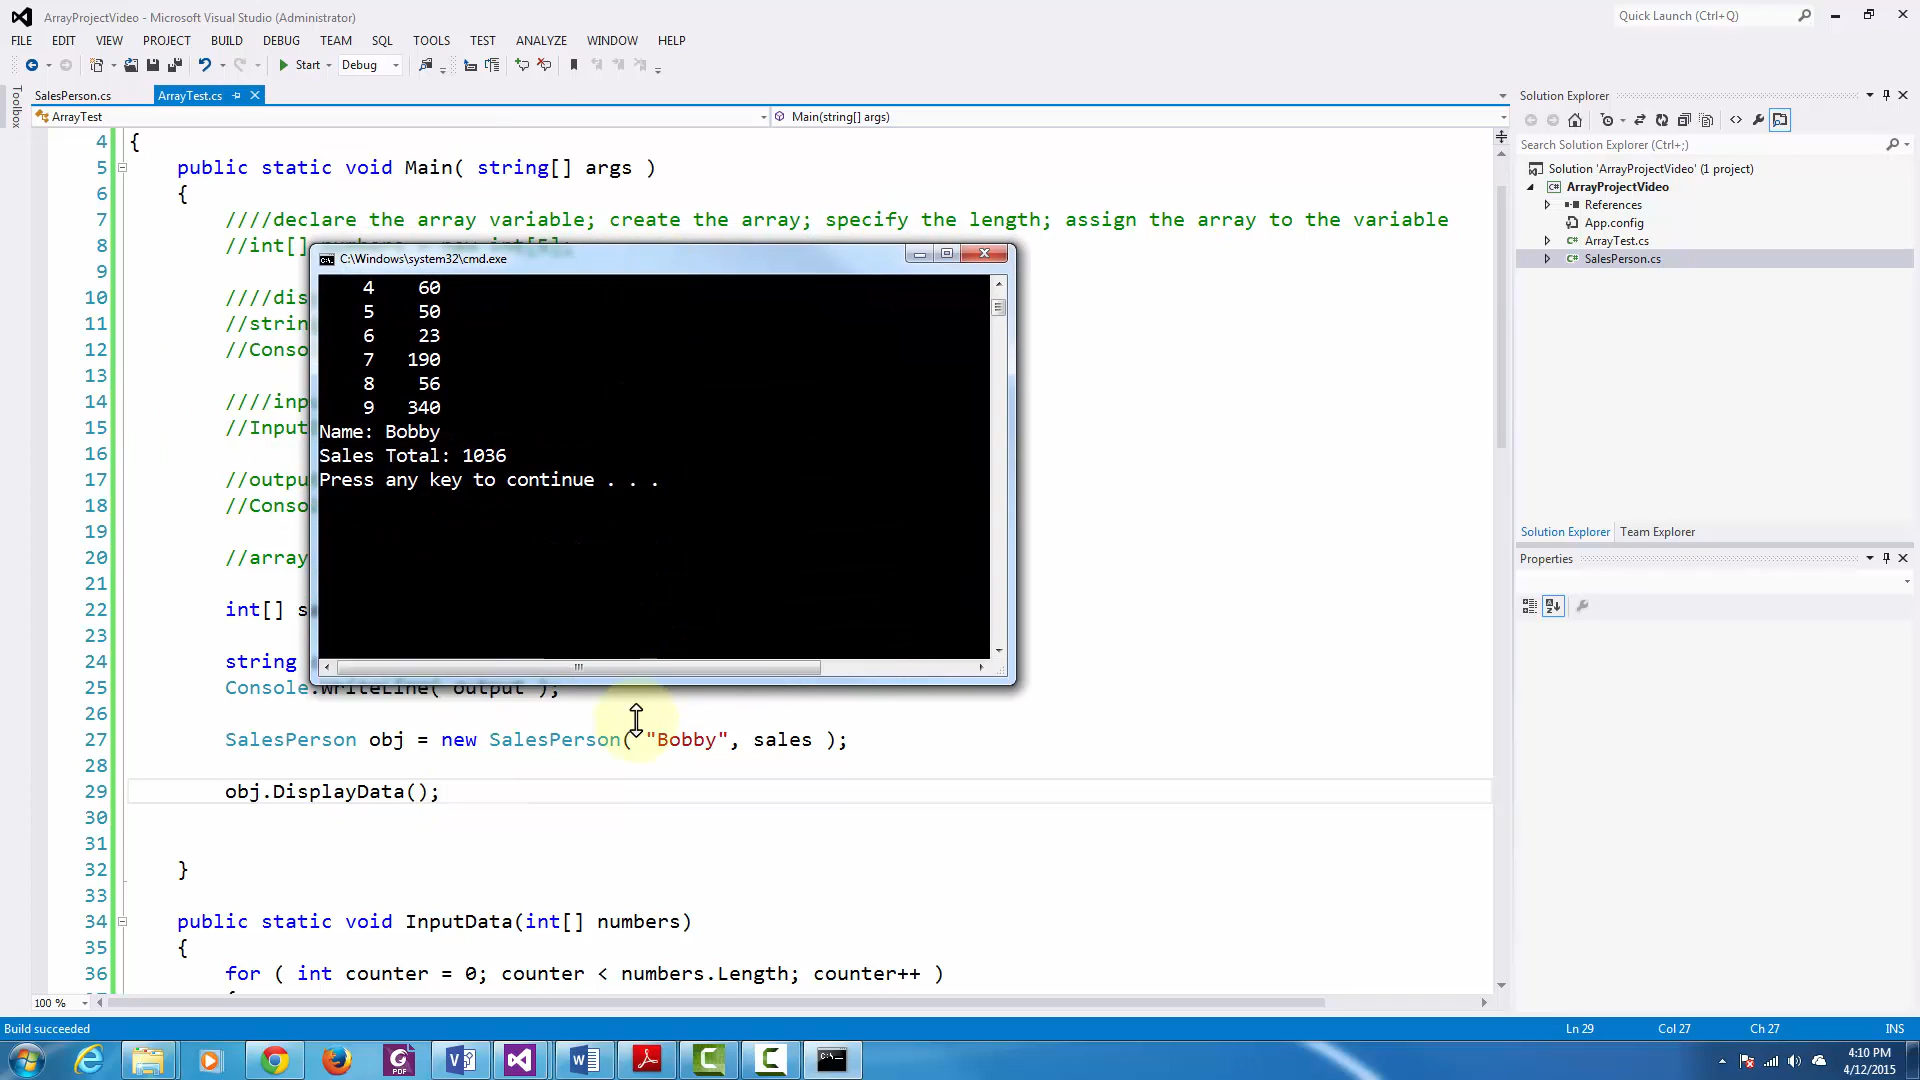 ArrayProjectVideo - Microsoft Visual Studio (Administrator)
Quick Launch (Ctrl+Q)
FILE EDIT VIEW PROJECT BUILD DEBUG TEAM SQL TOOLS TEST ANALYZE WINDOW HELP
Start Debug
Toolbox
SalesPerson.cs ArrayTest.cs
ArrayTest Main(string[] args)
4 {
5 public static void Main( string[] args )
6 {
7 ////declare the array variable; create the array; specify the length; assign the array to the variable
8 //int[] numbers = new int[5];
9
10 ////dis
11 //strin
12 //Conso
13
14 ////inp
15 //Input
16
17 //outpu
18 //Conso
19
20 //array
21
22 int[] s
23
24 string
25 Console.WriteLine( output );
26
27 SalesPerson obj = new SalesPerson( "Bobby", sales );
28
29 obj.DisplayData();
30
31
32 }
33
34 public static void InputData(int[] numbers)
35 {
36 for ( int counter = 0; counter < numbers.Length; counter++ )
C:\Windows\system32\cmd.exe
4 60
5 50
6 23
7 190
8 56
9 340
Name: Bobby
Sales Total: 1036
Press any key to continue . . .
Solution Explorer
Search Solution Explorer (Ctrl+;)
Solution 'ArrayProjectVideo' (1 project)
ArrayProjectVideo
References
App.config
ArrayTest.cs
SalesPerson.cs
Solution Explorer Team Explorer
Properties
100 %
Build succeeded Ln 29 Col 27 Ch 27 INS
4:10 PM
4/12/2015